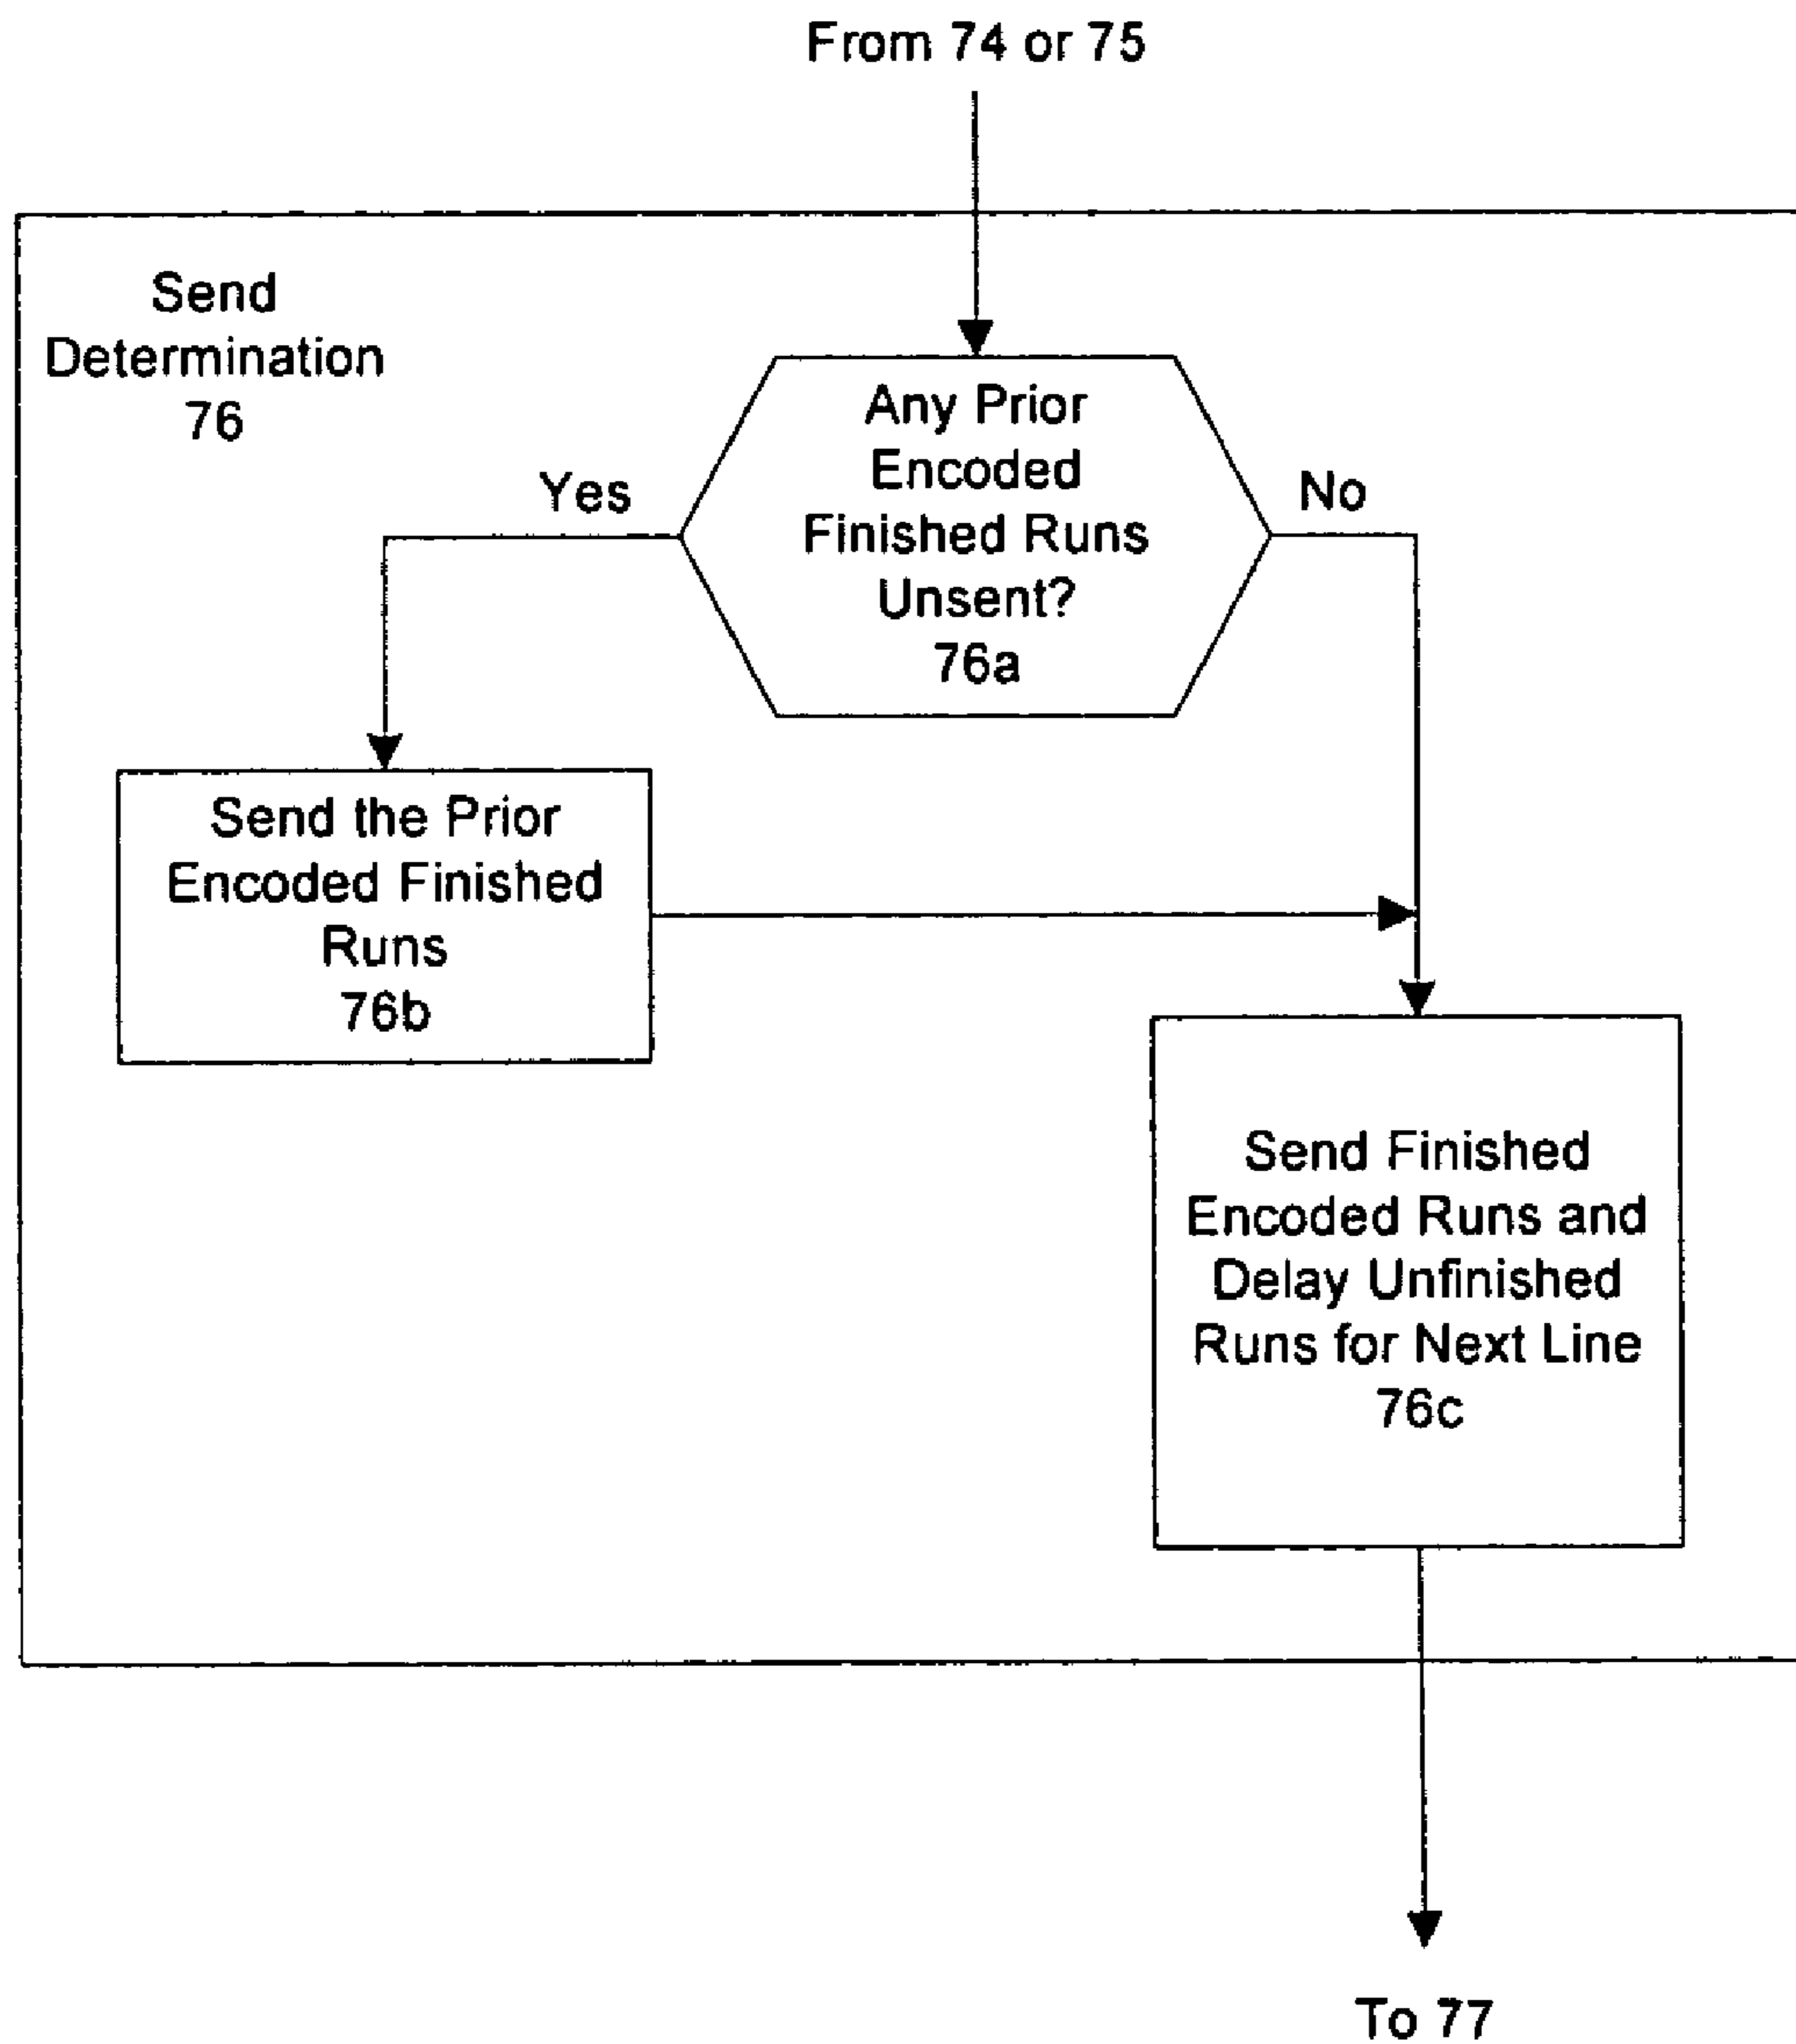 From 74 or 75
Send
Determination
76
Any Prior
Encoded
Finished Runs
Unsent?
76a
Yes
No
Send the Prior
Encoded Finished
Runs
76b
Send Finished
Encoded Runs and
Delay Unfinished
Runs for Next Line
76c
To 77